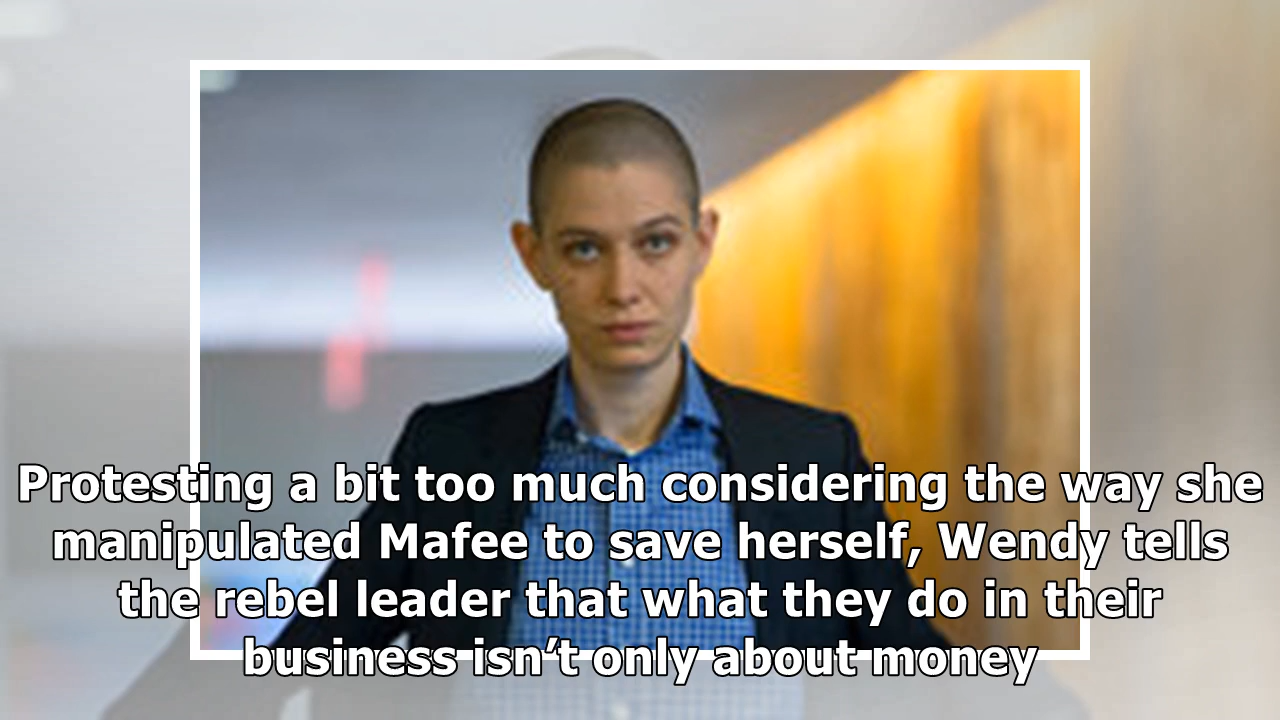 Protesting a bit too much considering the way she
manipulated Mafee to save herself, Wendy tells
the rebel leader that what they do in their
business isn’t only about money